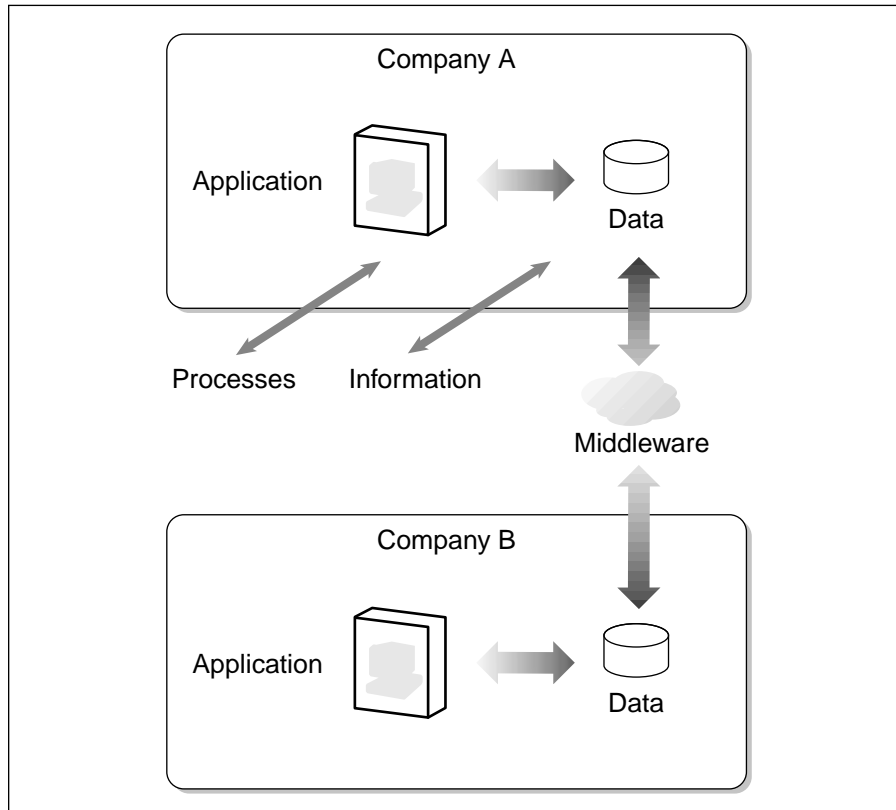 Company A
Application
Data
Processes
Information
Middleware
Company B
Application
Data